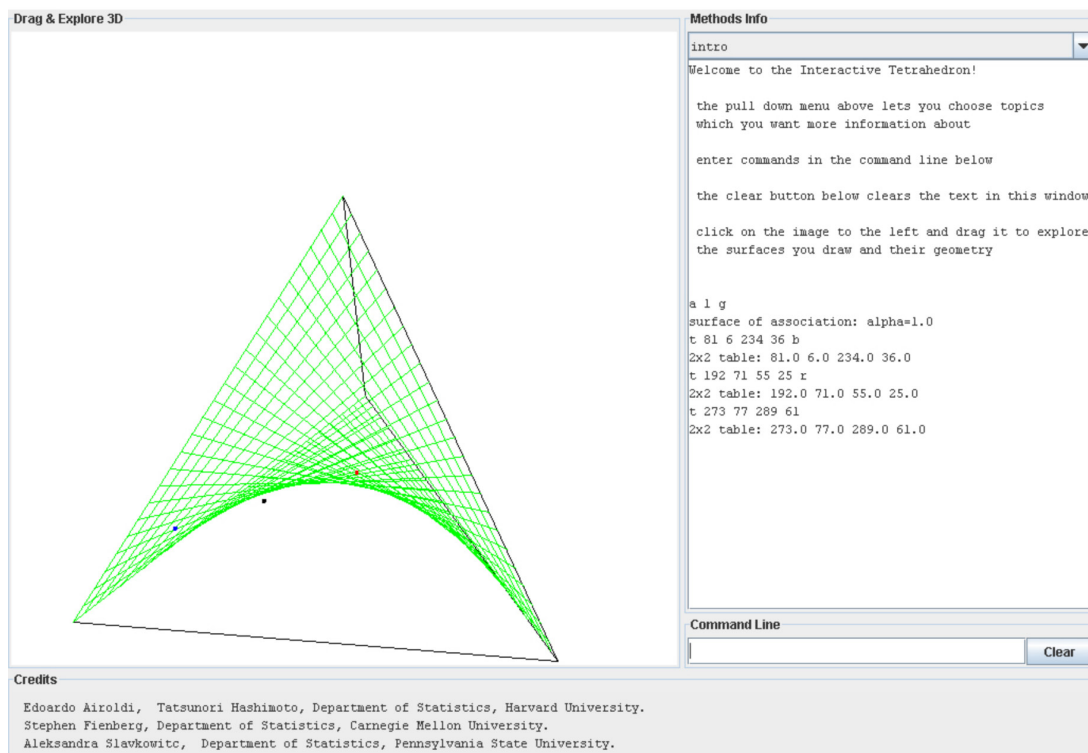 Drag & Explore 3D
Methods Info
intro
Welcome to the Interactive Tetrahedron!
the pull down menu above lets you choose topics
which you want more information about
enter commands in the command line below
the clear button below clears the text in this window
click on the image to the left and drag it to explore
the surfaces you draw and their geometry
a 1 g
surface of association: alpha=1.0
t 81 6 234 36 b
2x2 table: 81.0 6.0 234.0 36.0
t 192 71 55 25 r
2x2 table: 192.0 71.0 55.0 25.0
t 273 77 289 61
2x2 table: 273.0 77.0 289.0 61.0
Command Line
Clear
Credits
Edoardo Airoldi,  Tatsunori Hashimoto, Department of Statistics, Harvard University.
Stephen Fienberg, Department of Statistics, Carnegie Mellon University.
Aleksandra Slavkowitc,  Department of Statistics, Pennsylvania State University.